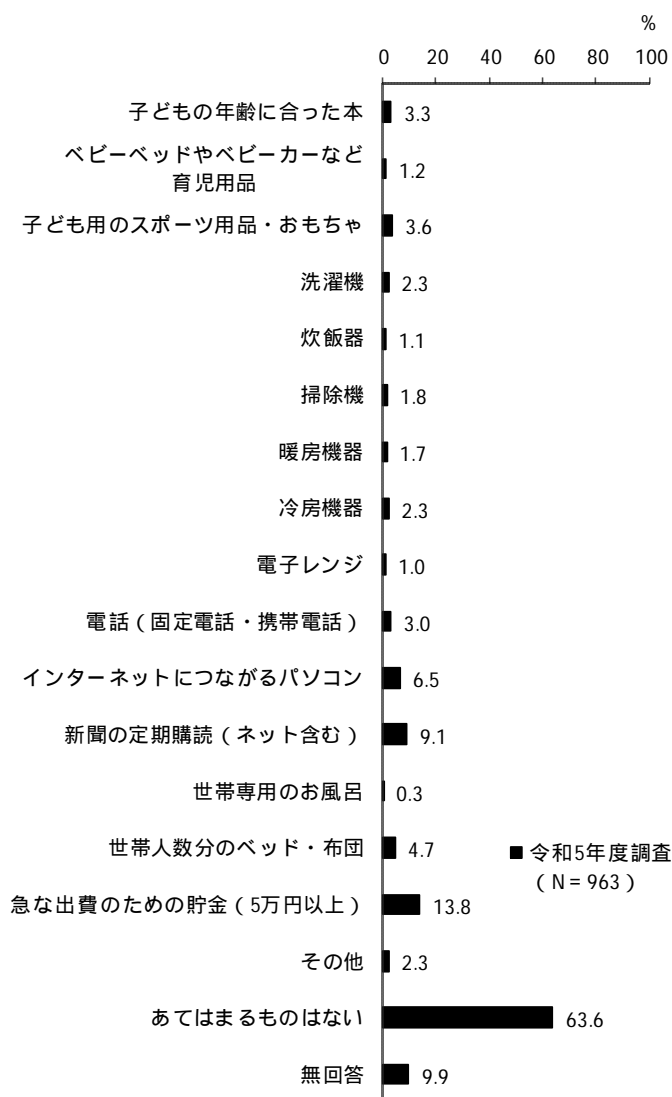 %
0 20 40 60 80 100
子どもの年齢に合った本 3.3
ベビーベッドやベビーカーなど
育児用品 1.2
子ども用のスポーツ用品・おもちゃ 3.6
洗濯機 2.3
炊飯器 1.1
掃除機 1.8
暖房機器 1.7
冷房機器 2.3
電子レンジ 1.0
電話（固定電話・携帯電話） 3.0
インターネットにつながるパソコン 6.5
新聞の定期購読（ネット含む） 9.1
世帯専用のお風呂 0.3
世帯人数分のベッド・布団 4.7
令和5年度調査
（N=963）
急な出費のための貯金（5万円以上） 13.8
その他 2.3
あてはまるものはない 63.6
無回答 9.9